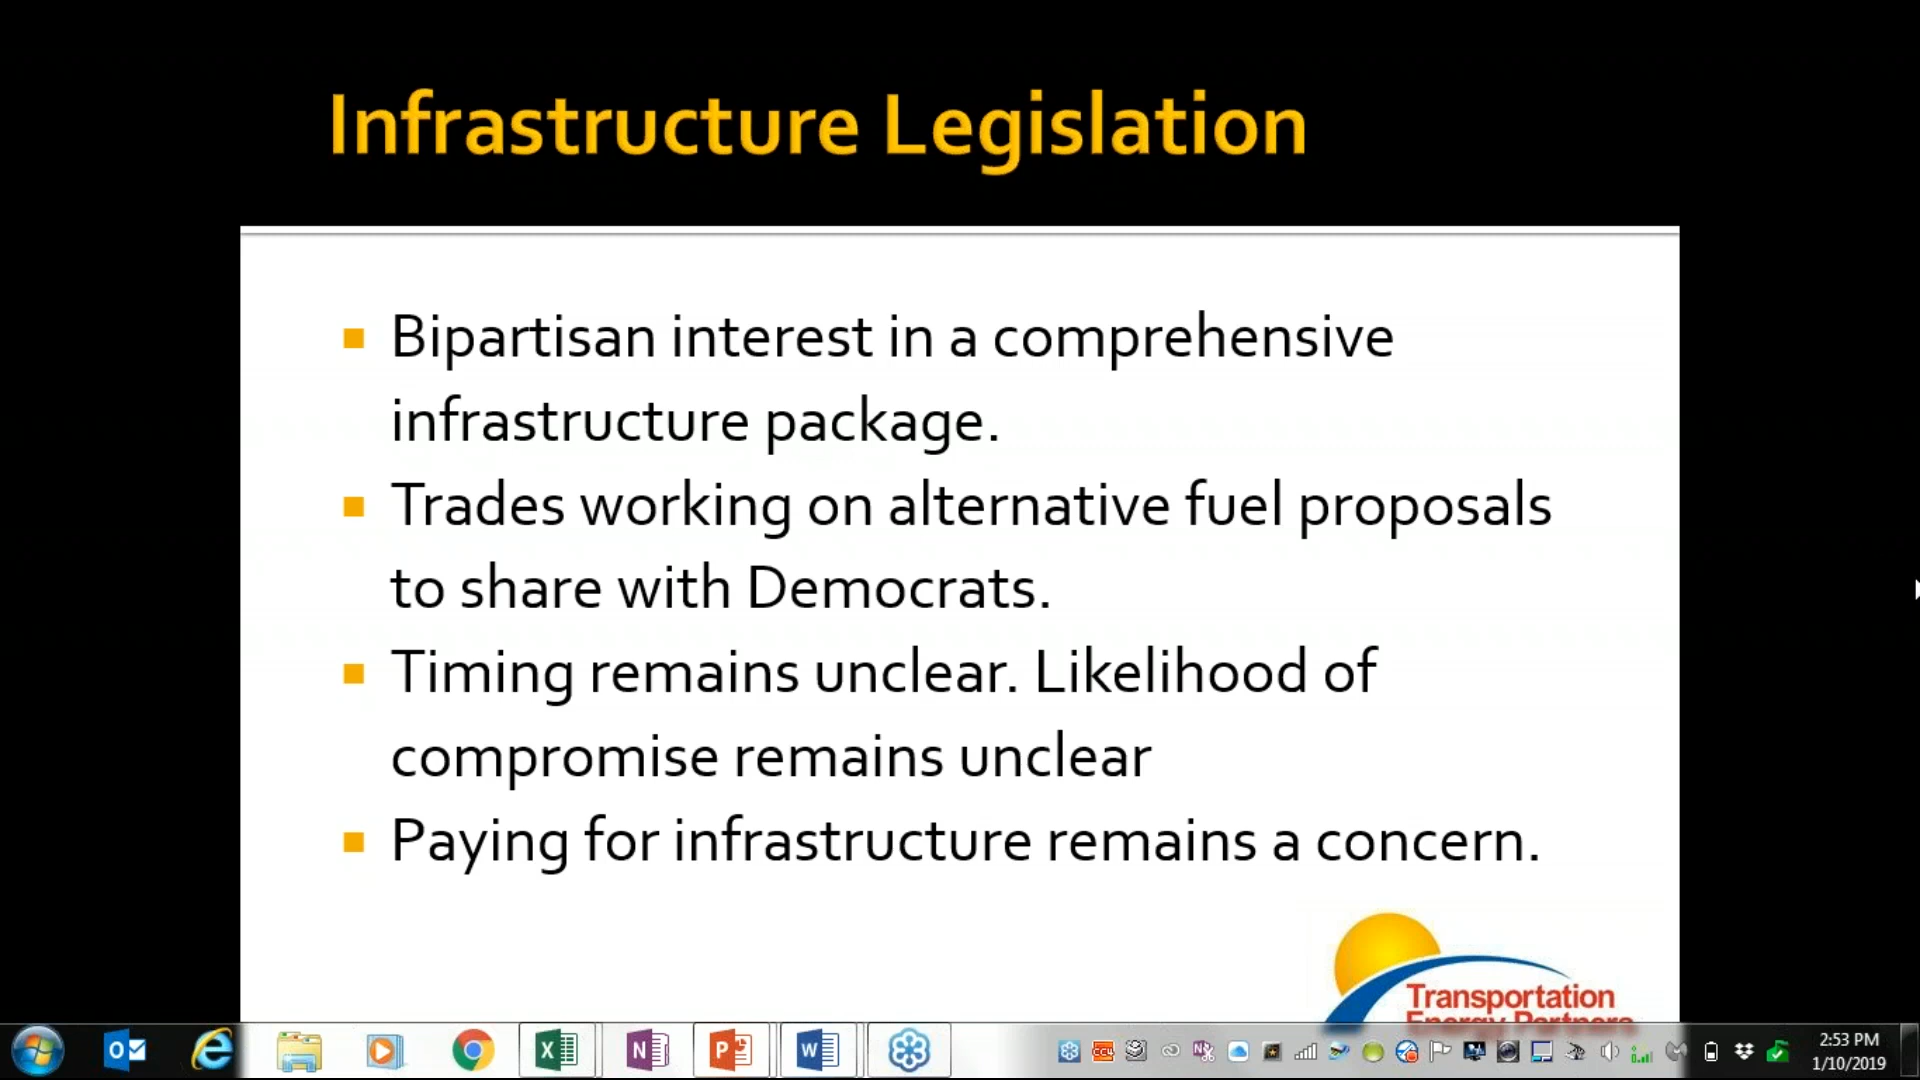 Infrastructure Legislation
Bipartisan interest in a comprehensive
infrastructure package.
Trades working on alternative fuel proposals
to share with Democrats.
Timing remains unclear. Likelihood of
compromise remains unclear
Paying for infrastructure remains a concern.
Transportation
Energy Partners
2:53 PM
1/10/2019